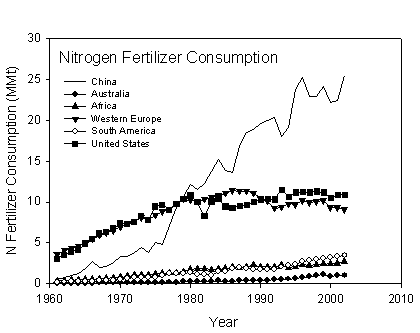 30
Nitrogen Fertilizer Consumption
25
China
Australia
Africa
Western Europe
South America
United States
20
15
10
5
0
N Fertilizer Consumption (MMt)
1960 1970 1980 1990 2000 2010
Year